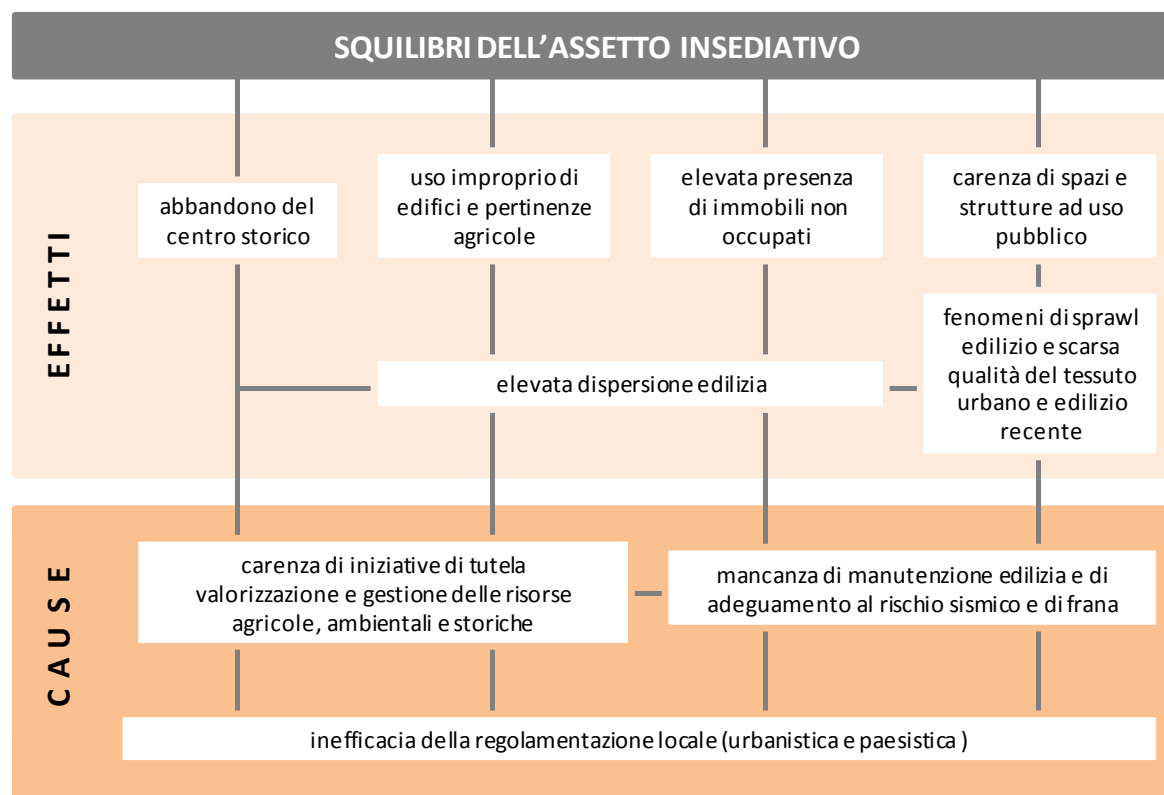 SQUILIBRI DELL'ASSETTO INSEDIATIVO
EFFETTI
abbandono del
centro storico
uso improprio di
edifici e pertinenze
agricole
elevata presenza
di immobili non
occupati
carenza di spazi e
strutture ad uso
pubblico
elevata dispersione edilizia
fenomeni di sprawl
edilizio e scarsa
qualità del tessuto
urbano e edilizio
recente
CAUSE
carenza di iniziative di tutela
valorizzazione e gestione delle risorse
agricole, ambientali e storiche
mancanza di manutenzione edilizia e di
adeguamento al rischio sismico e di frana
inefficacia della regolamentazione locale (urbanistica e paesistica )